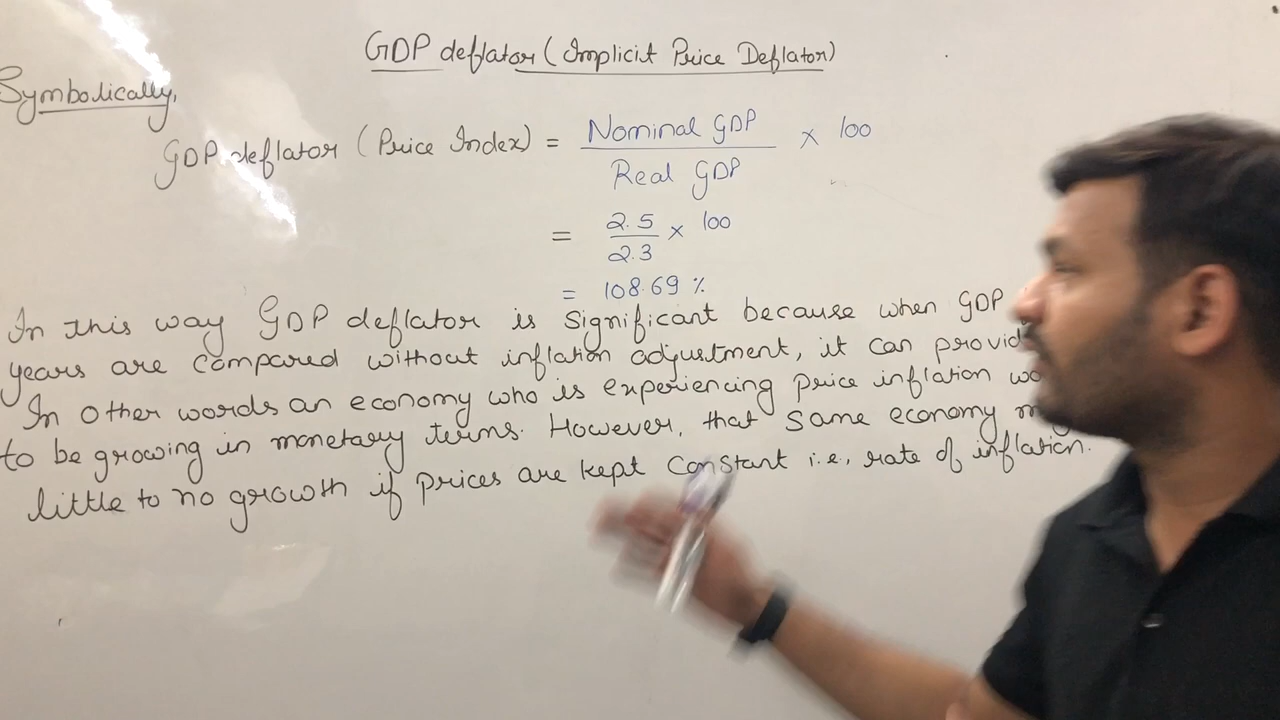 GDP deflator (Implicit Price Deflator)
Symbolically,
GDP deflator (Price Index) = Nominal GDP / Real GDP × 100
= 2.5 / 2.3 × 100
= 108.69 %
In this way GDP deflator is significant because when GDP
years are compared without inflation adjustment, it can
In other words an economy who is experiencing price inflation
to be growing in monetary terms. However, that same economy
little to no growth if prices are kept constant i.e., rate of inflation.